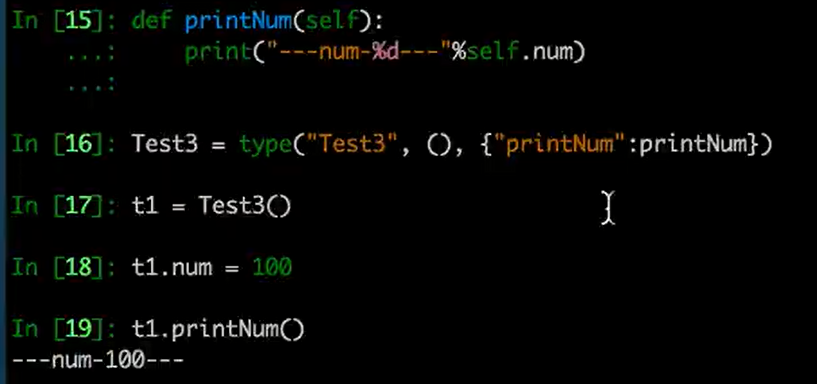 In [15]: def printNum(self):
    ...:     print("---num-%d---"%self.num)
    ...:
In [16]: Test3 = type("Test3", (), {"printNum":printNum})
In [17]: t1 = Test3()
In [18]: t1.num = 100
In [19]: t1.printNum()
---num-100---